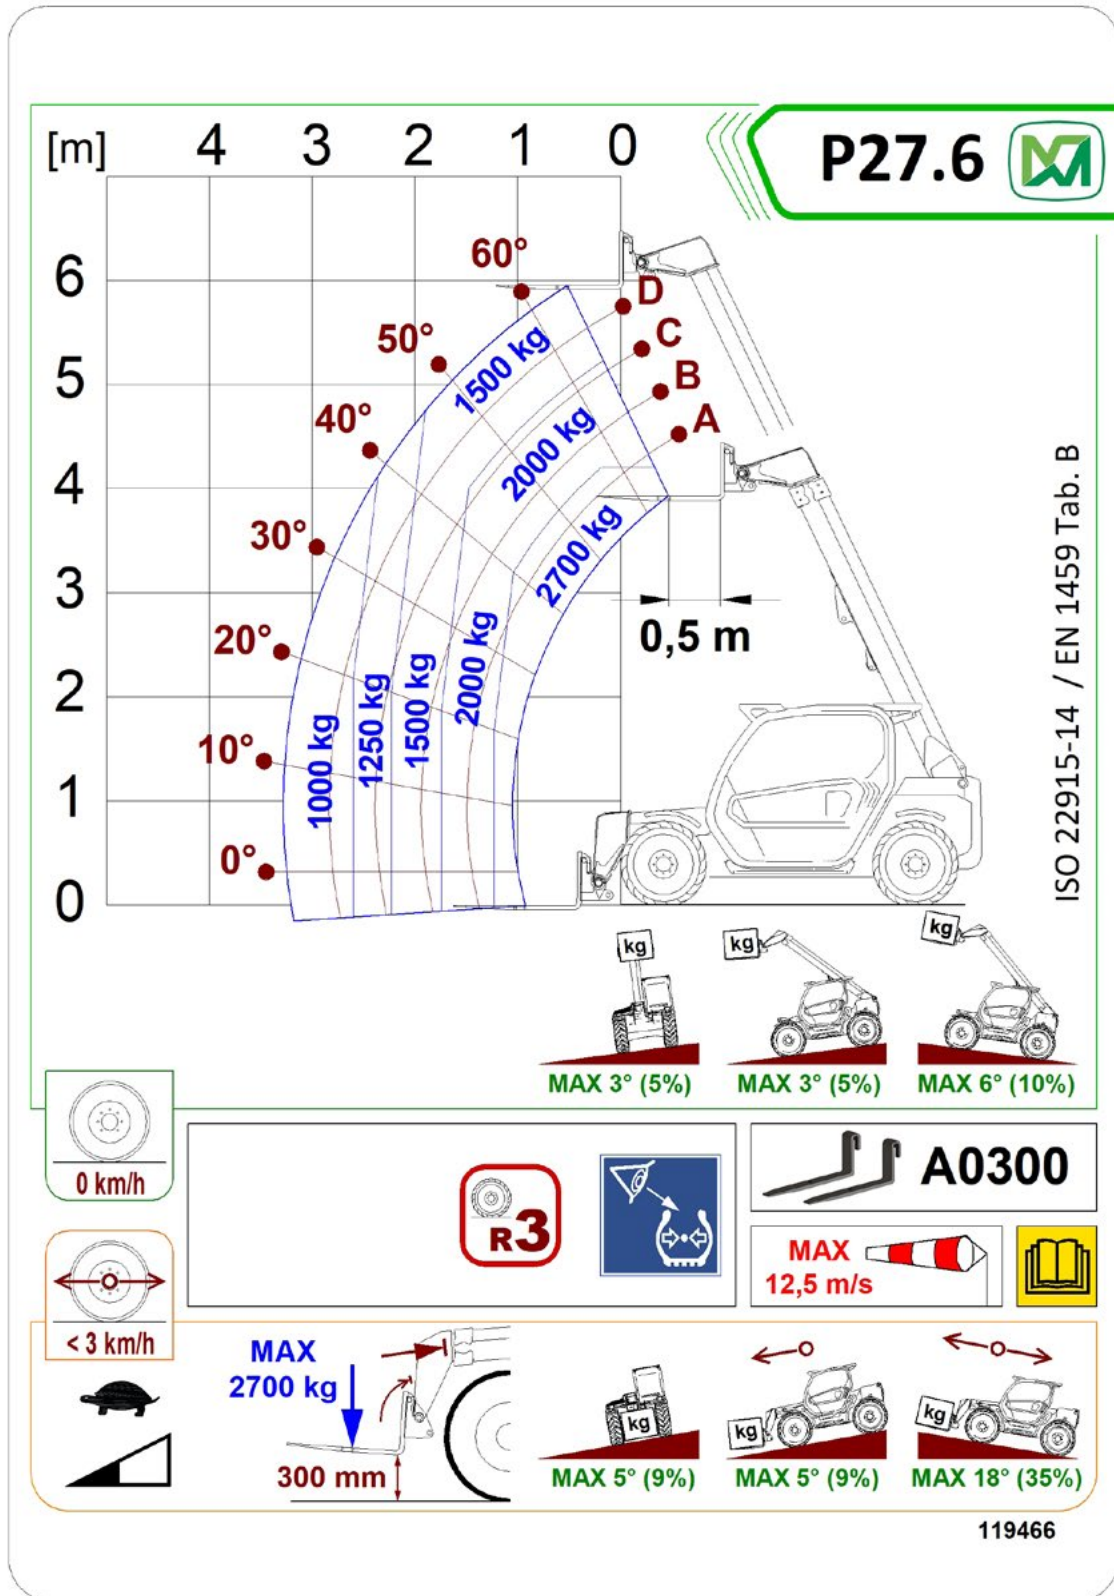 [m] 4 3 2 1 0
P27.6
60°
6
D
50°
C
1500 kg
5
B
40°
A
2000 kg
4
30°
2700 kg
3
0,5 m
20°
2000 kg
2
1500 kg
1250 kg
10°
1000 kg
1
0°
0
ISO 22915-14 / EN 1459 Tab. B
kg kg kg
MAX 3° (5%) MAX 3° (5%) MAX 6° (10%)
0 km/h
R3
A0300
MAX
12,5 m/s
< 3 km/h
MAX
2700 kg
300 mm
kg kg kg
MAX 5° (9%) MAX 5° (9%) MAX 18° (35%)
119466